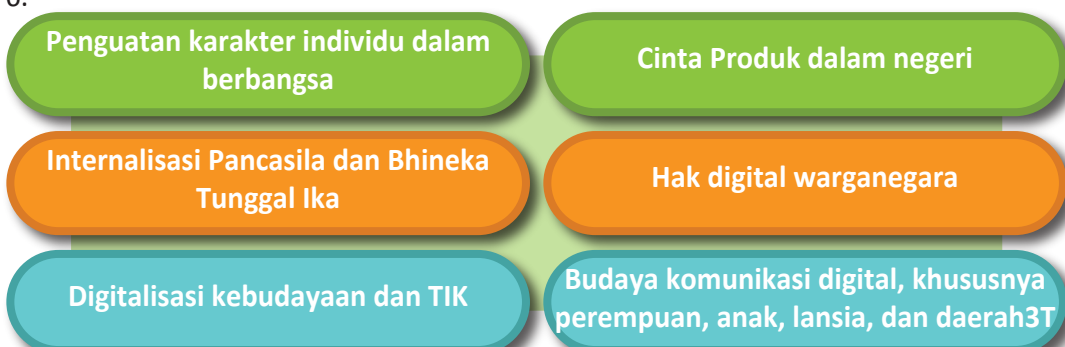 Penguatan karakter individu dalam
berbangsa
Cinta Produk dalam negeri
Internalisasi Pancasila dan Bhineka
Tunggal Ika
Hak digital warganegara
Digitalisasi kebudayaan dan TIK
Budaya komunikasi digital, khususnya
perempuan, anak, lansia, dan daerah3T